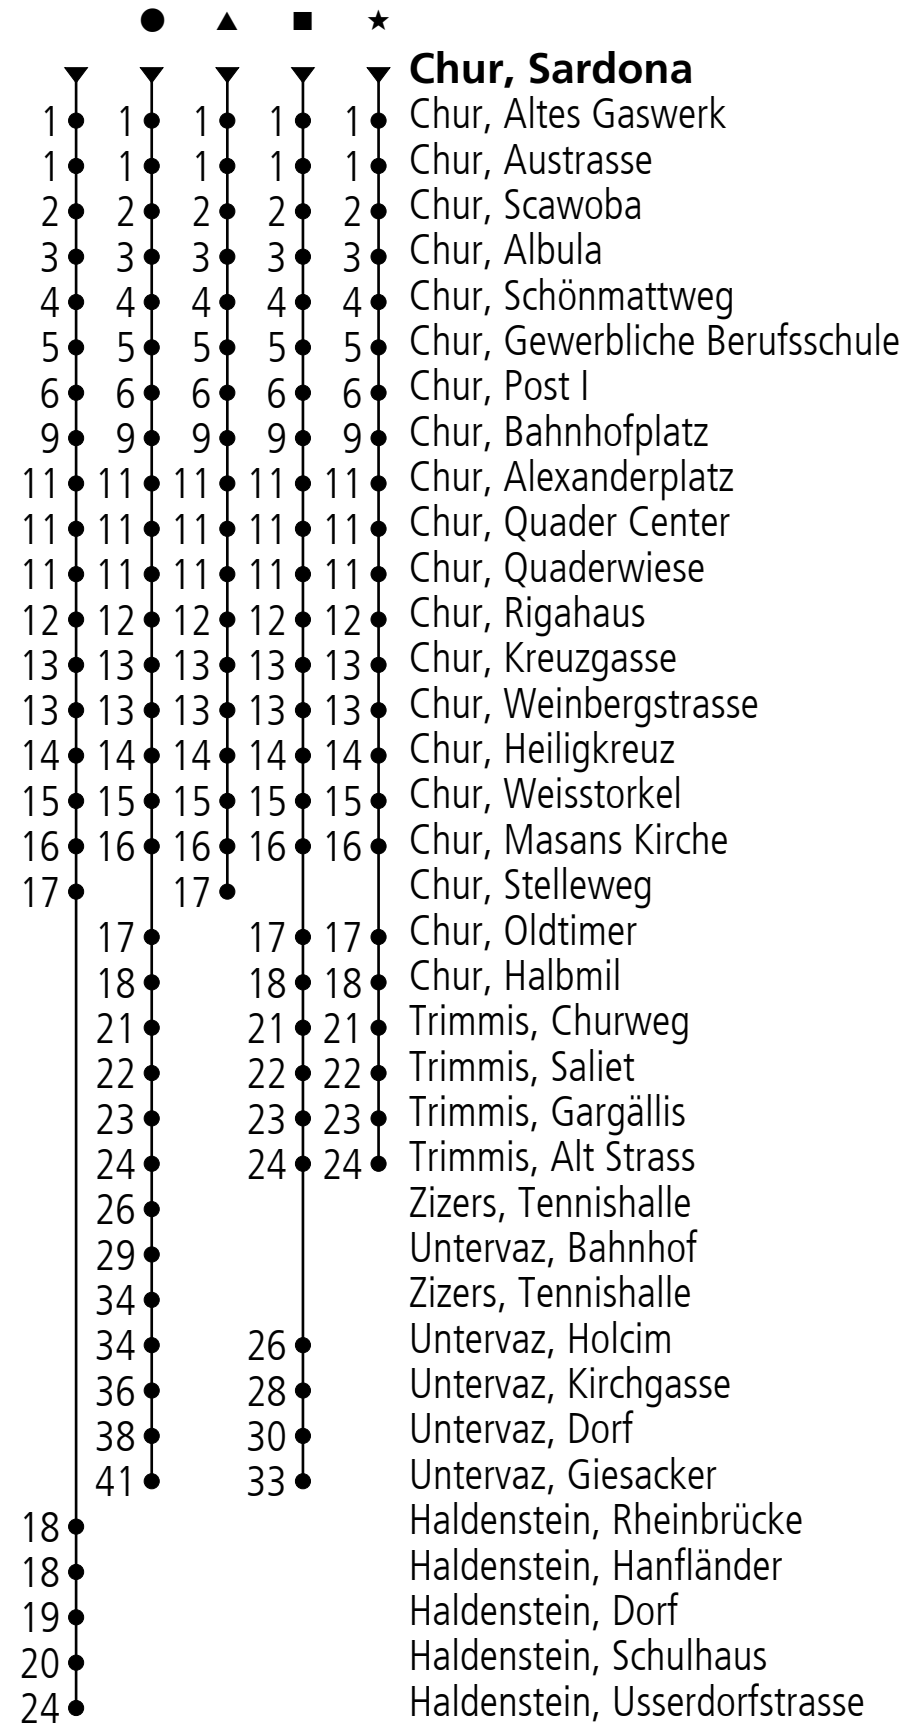 ● ▲ ■ ★
Chur, Sardona
1 1 1 1 1 Chur, Altes Gaswerk
1 1 1 1 1 Chur, Austrasse
2 2 2 2 2 Chur, Scawoba
3 3 3 3 3 Chur, Albula
4 4 4 4 4 Chur, Schönmattweg
5 5 5 5 5 Chur, Gewerbliche Berufsschule
6 6 6 6 6 Chur, Post I
9 9 9 9 9 Chur, Bahnhofplatz
11 11 11 11 11 Chur, Alexanderplatz
11 11 11 11 11 Chur, Quader Center
11 11 11 11 11 Chur, Quaderwiese
12 12 12 12 12 Chur, Rigahaus
13 13 13 13 13 Chur, Kreuzgasse
13 13 13 13 13 Chur, Weinbergstrasse
14 14 14 14 14 Chur, Heiligkreuz
15 15 15 15 15 Chur, Weisstorkel
16 16 16 16 16 Chur, Masans Kirche
17 17 Chur, Stelleweg
17 17 17 Chur, Oldtimer
18 18 18 Chur, Halbmil
21 21 21 Trimmis, Churweg
22 22 22 Trimmis, Saliet
23 23 23 Trimmis, Gargällis
24 24 24 Trimmis, Alt Strass
26 Zizers, Tennishalle
29 Untervaz, Bahnhof
34 Zizers, Tennishalle
34 26 Untervaz, Holcim
36 28 Untervaz, Kirchgasse
38 30 Untervaz, Dorf
41 33 Untervaz, Giesacker
18 Haldenstein, Rheinbrücke
18 Haldenstein, Hanfländer
19 Haldenstein, Dorf
20 Haldenstein, Schulhaus
24 Haldenstein, Usserdorfstrasse